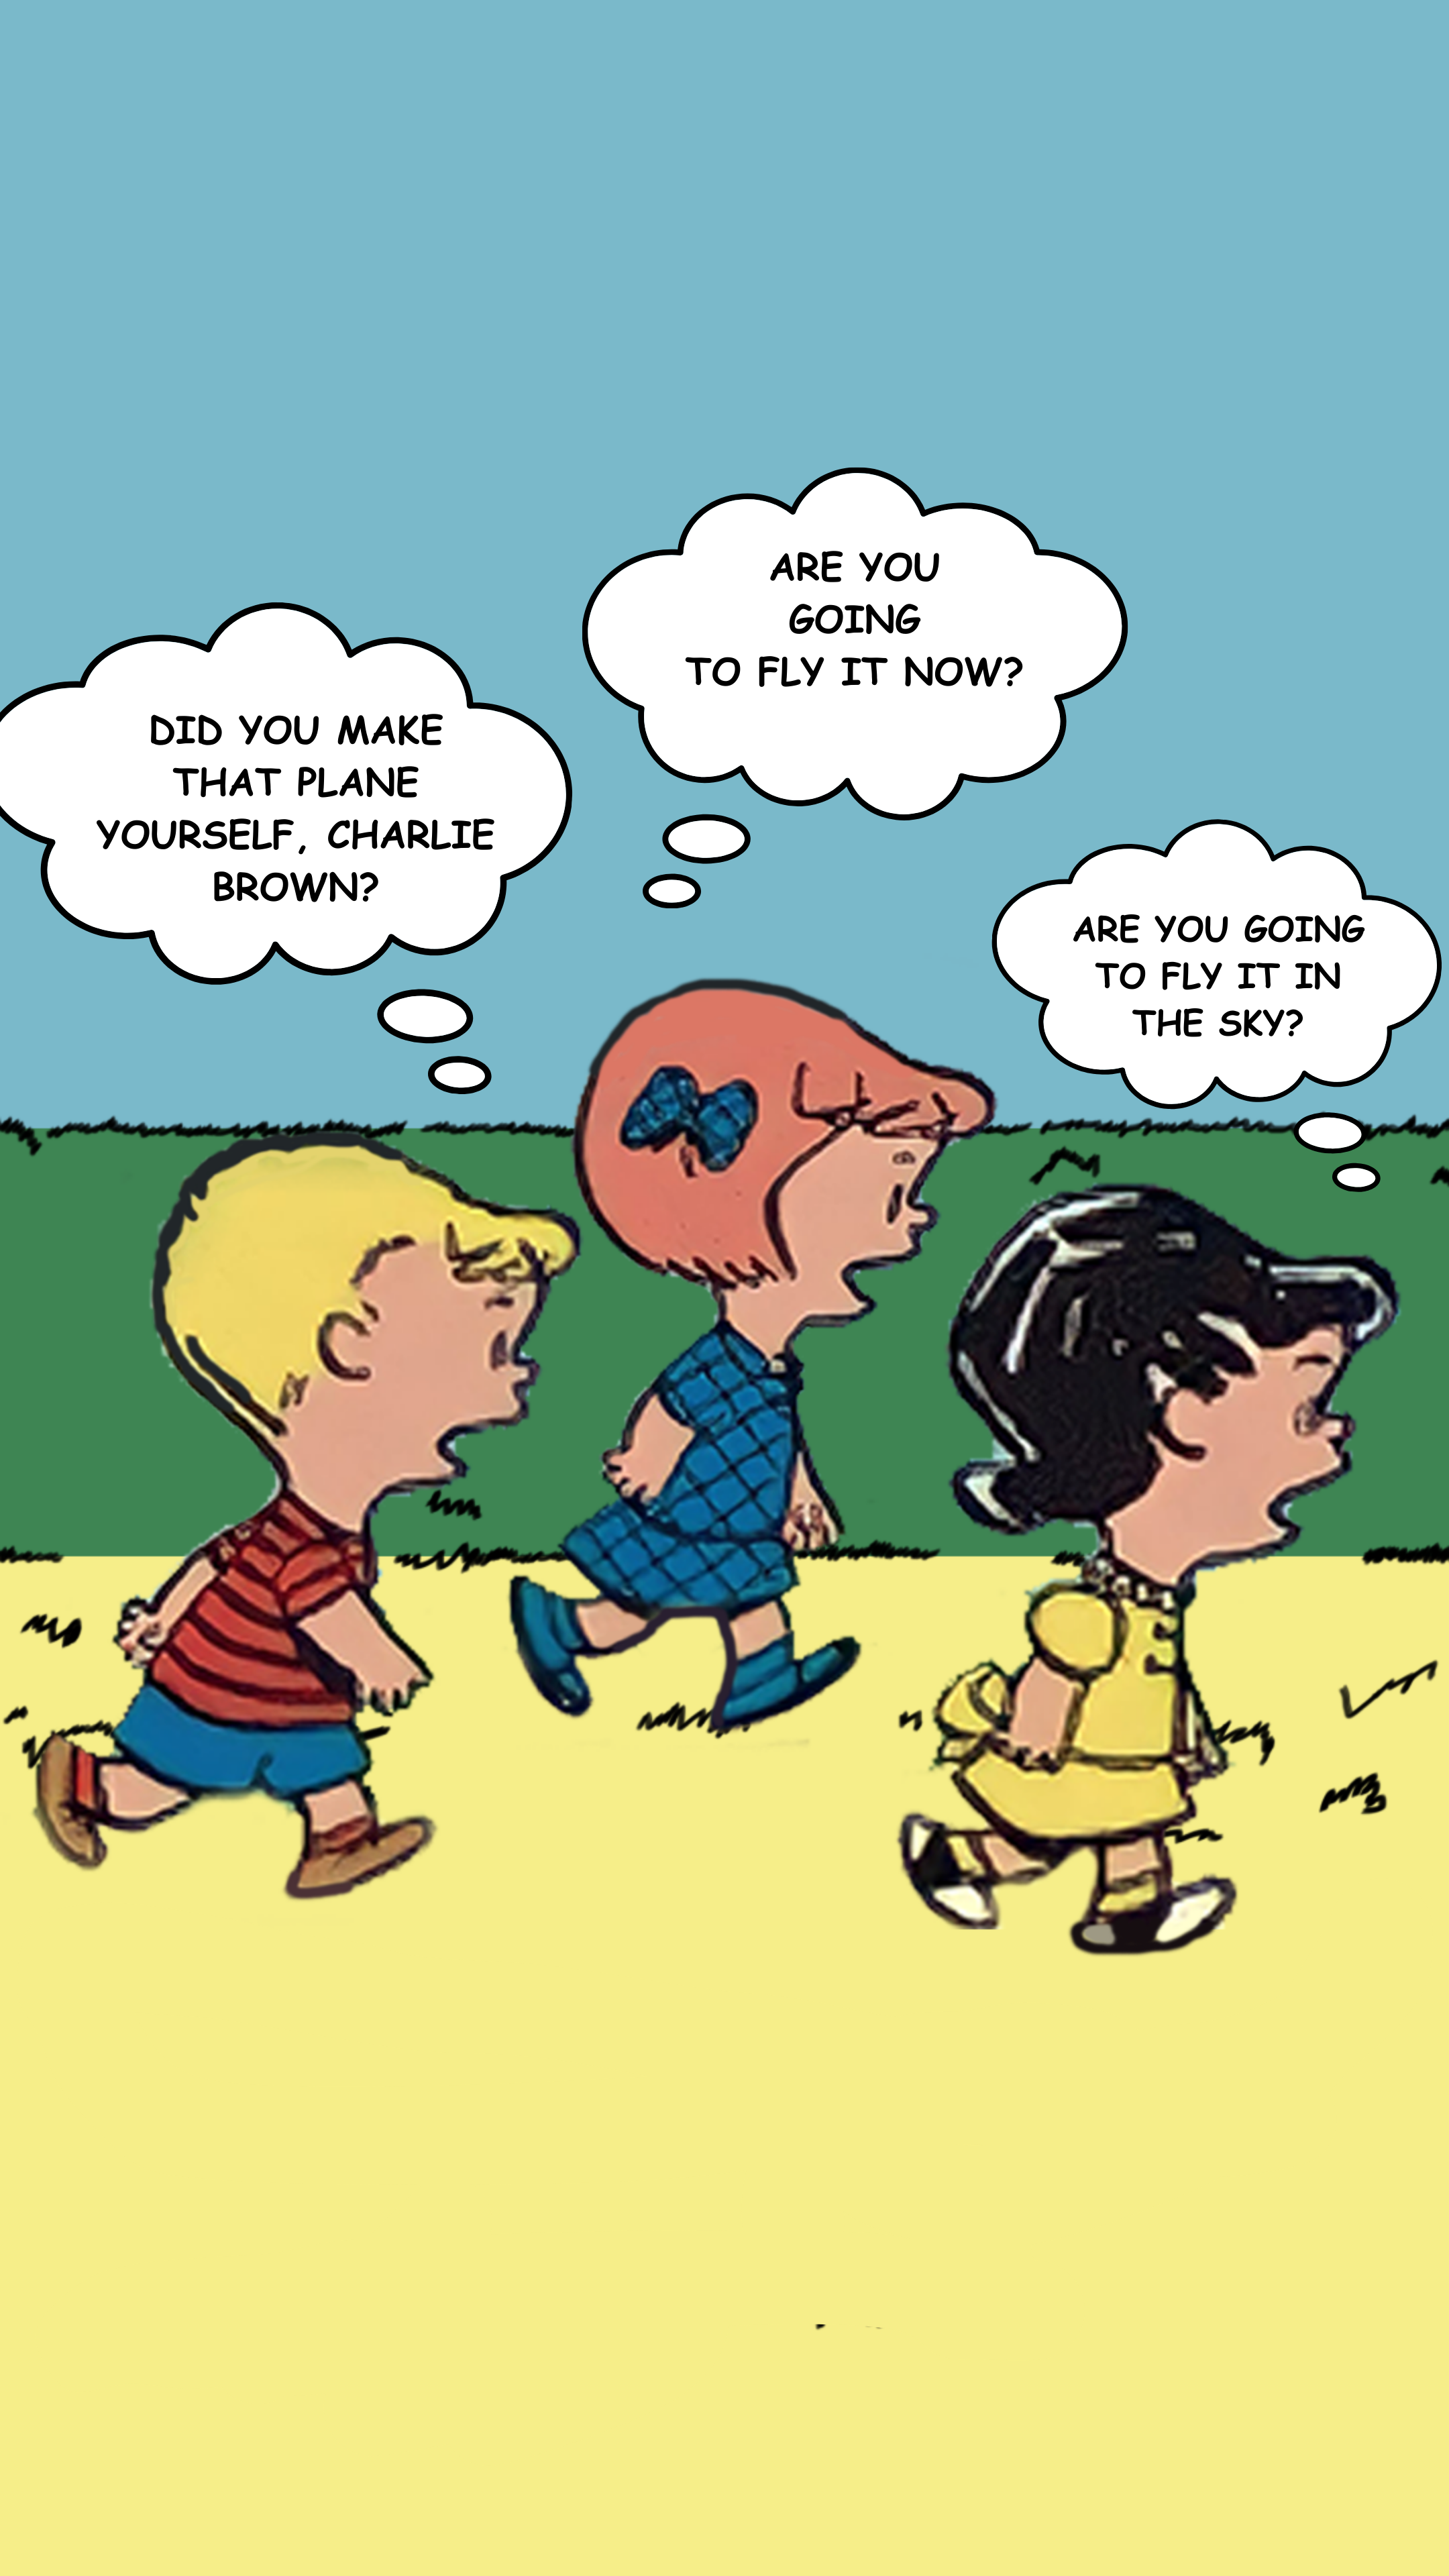 DID YOU MAKE
THAT PLANE
YOURSELF, CHARLIE
BROWN?
ARE YOU
GOING
TO FLY IT NOW?
ARE YOU GOING
TO FLY IT IN
THE SKY?